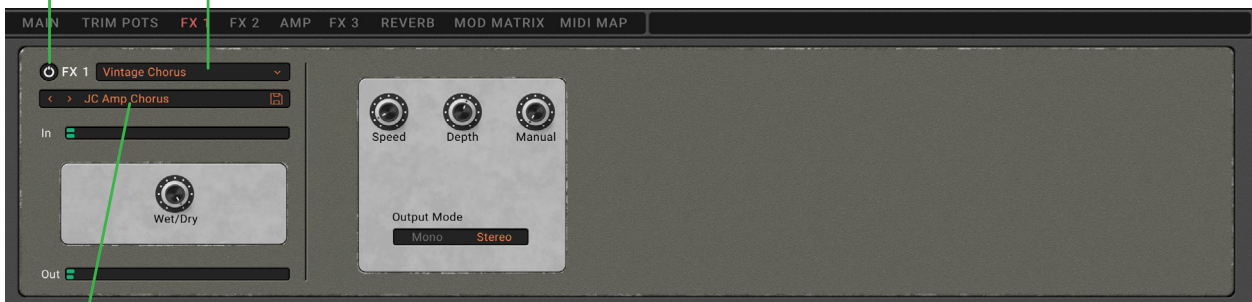 MAIN TRIM POTS FX 1 FX 2 AMP FX 3 REVERB MOD MATRIX MIDI MAP
FX 1 Vintage Chorus
JC Amp Chorus
In
Wet/Dry
Out
Speed Depth Manual
Output Mode
Mono Stereo